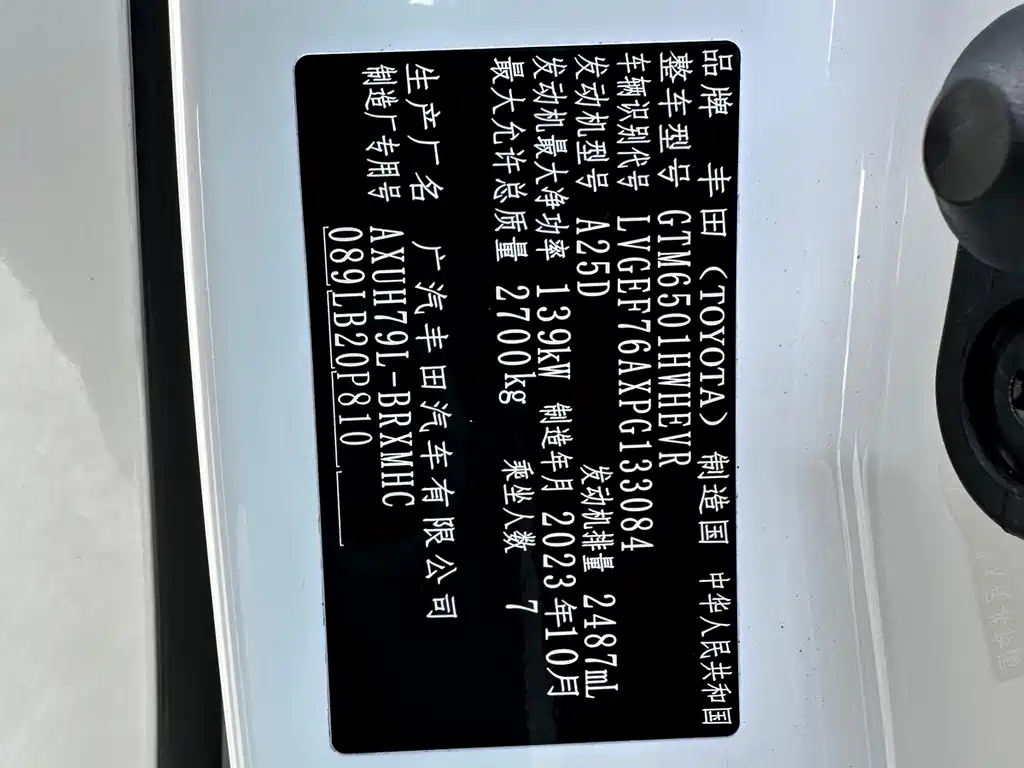 品牌 丰田（TOYOTA） 制造国 中华人民共和国
整车型号 GTM6501HWHEVR
车辆识别代号 LVGEF76AXPG133084
发动机型号 A25D 发动机排量 2487mL
发动机最大净功率 139kW 制造年月 2023年10月
最大允许总质量 2700kg 乘坐人数 7
生产厂名 广汽丰田汽车有限公司
制造厂专用号 AXUH79L-BRXMHC
089LB20P810